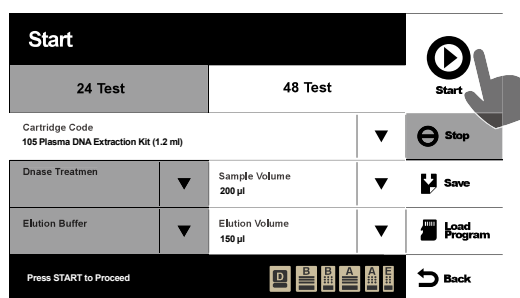 Start
24 Test
48 Test
Cartridge Code
105 Plasma DNA Extraction Kit (1.2 ml)
Dnase Treatmen
Sample Volume
200 µl
Elution Buffer
Elution Volume
150 µl
Press START to Proceed
D B B A A E
Start
Stop
Save
Load
Program
Back